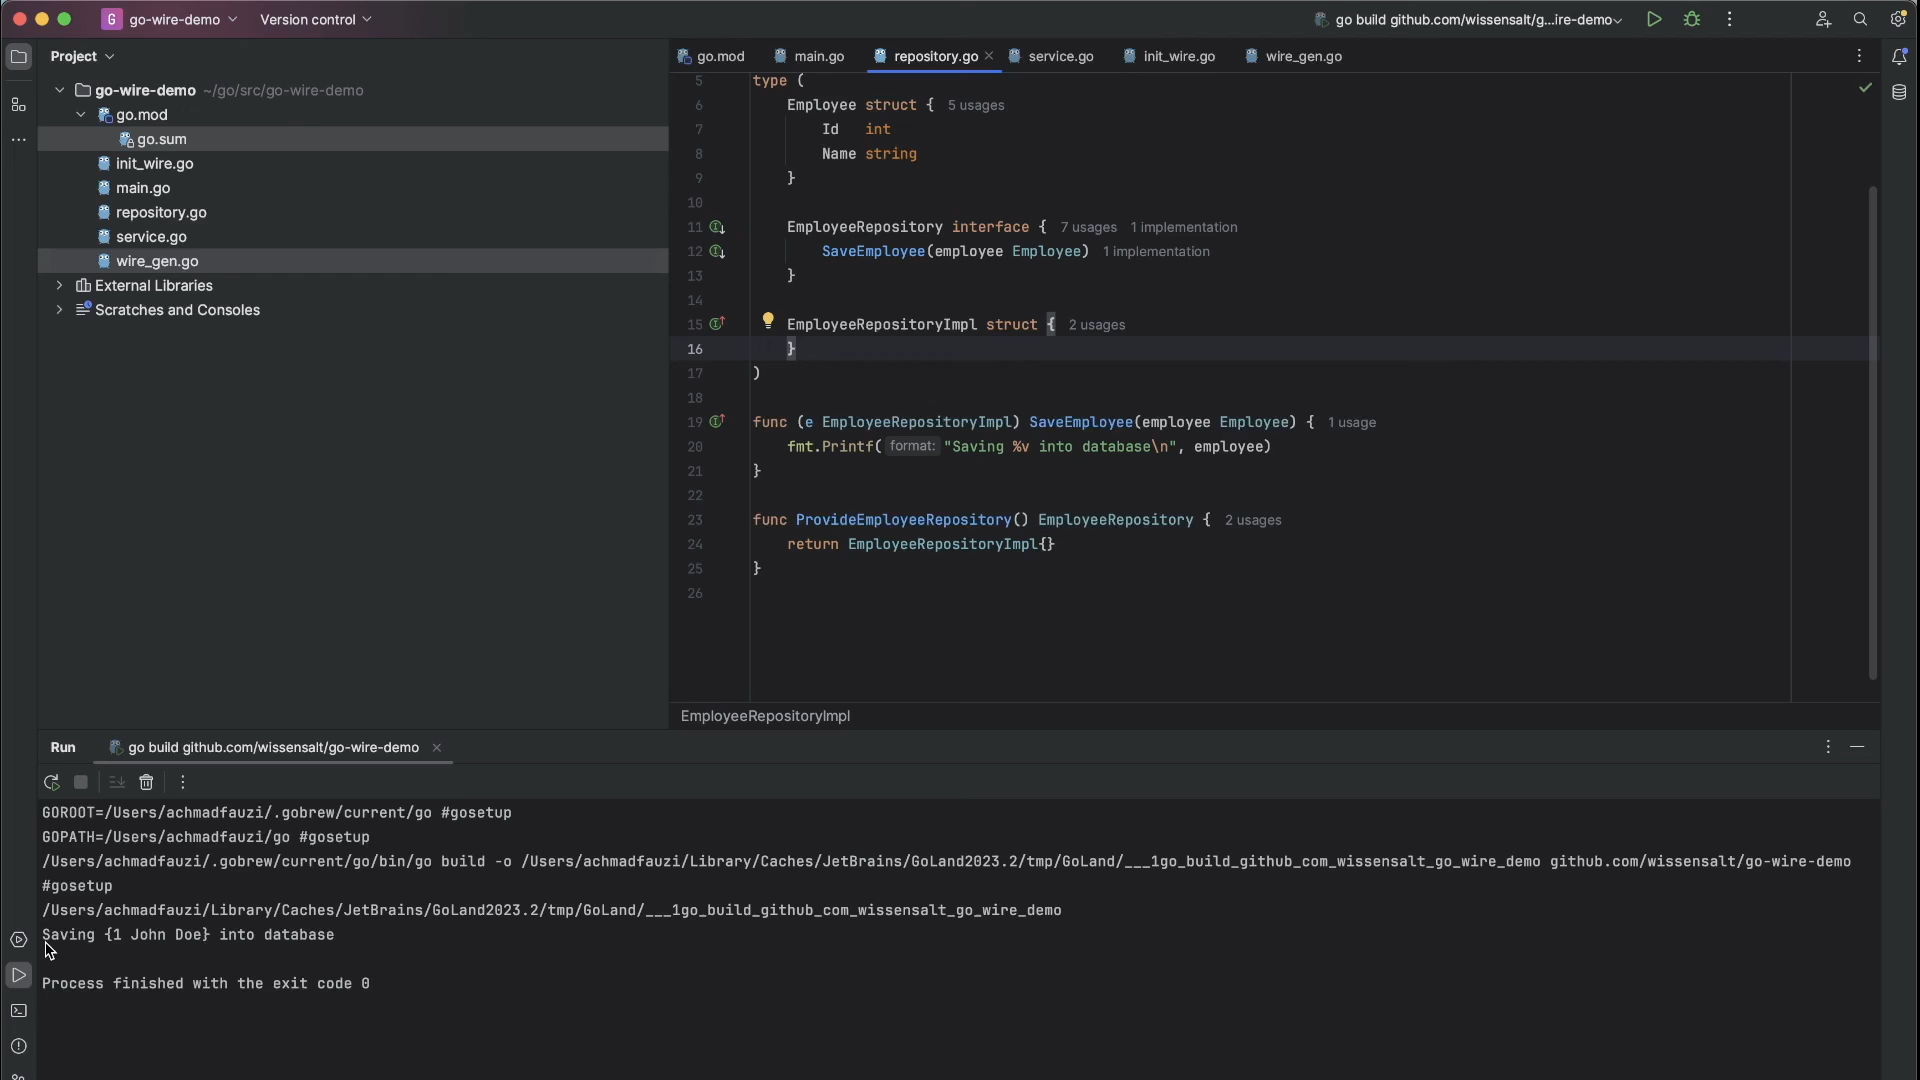 G go-wire-demo Version control go build github.com/wissensalt/g...ire-demo
Project
go-wire-demo ~/go/src/go-wire-demo
go.mod
go.sum
init_wire.go
main.go
repository.go
service.go
wire_gen.go
External Libraries
Scratches and Consoles
go.mod main.go repository.go service.go init_wire.go wire_gen.go
5 type (
6 Employee struct { 5 usages
7 Id int
8 Name string
9 }
10
11 EmployeeRepository interface { 7 usages 1 implementation
12 SaveEmployee(employee Employee) 1 implementation
13 }
14
15 EmployeeRepositoryImpl struct { 2 usages
16 }
17 )
18
19 func (e EmployeeRepositoryImpl) SaveEmployee(employee Employee) { 1 usage
20 fmt.Printf( format: "Saving %v into database\n", employee)
21 }
22
23 func ProvideEmployeeRepository() EmployeeRepository { 2 usages
24 return EmployeeRepositoryImpl{}
25 }
26
EmployeeRepositoryImpl
Run go build github.com/wissensalt/go-wire-demo
GOROOT=/Users/achmadfauzi/.gobrew/current/go #gosetup
GOPATH=/Users/achmadfauzi/go #gosetup
/Users/achmadfauzi/.gobrew/current/go/bin/go build -o /Users/achmadfauzi/Library/Caches/JetBrains/GoLand2023.2/tmp/GoLand/___1go_build_github_com_wissensalt_go_wire_demo github.com/wissensalt/go-wire-demo
#gosetup
/Users/achmadfauzi/Library/Caches/JetBrains/GoLand2023.2/tmp/GoLand/___1go_build_github_com_wissensalt_go_wire_demo
Saving {1 John Doe} into database
Process finished with the exit code 0